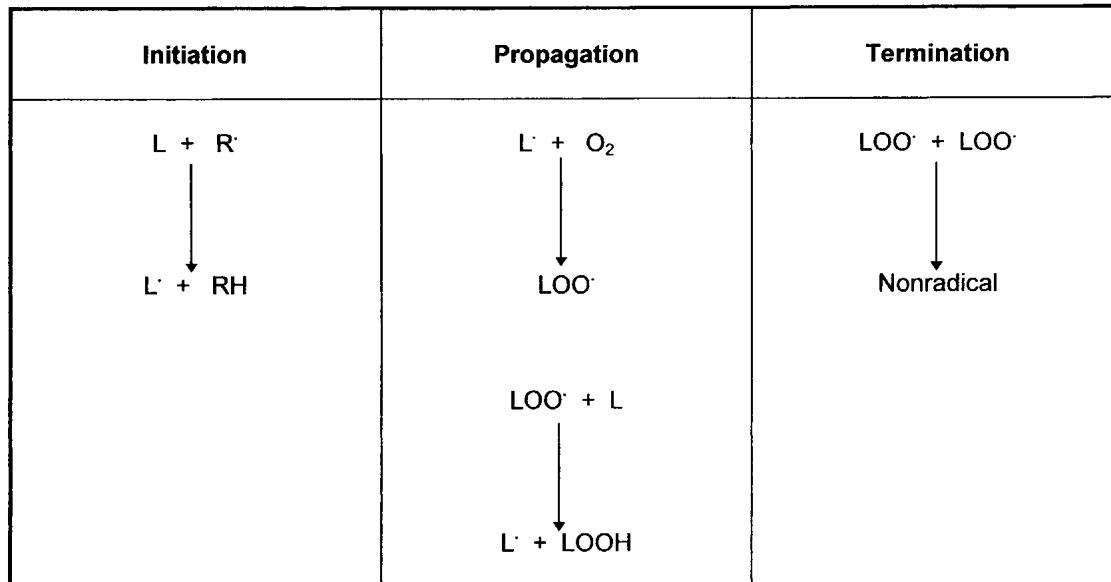 Initiation
Propagation
Termination
L + R·
L· + RH
L· + O₂
LOO·
LOO· + L
L· + LOOH
LOO· + LOO·
Nonradical